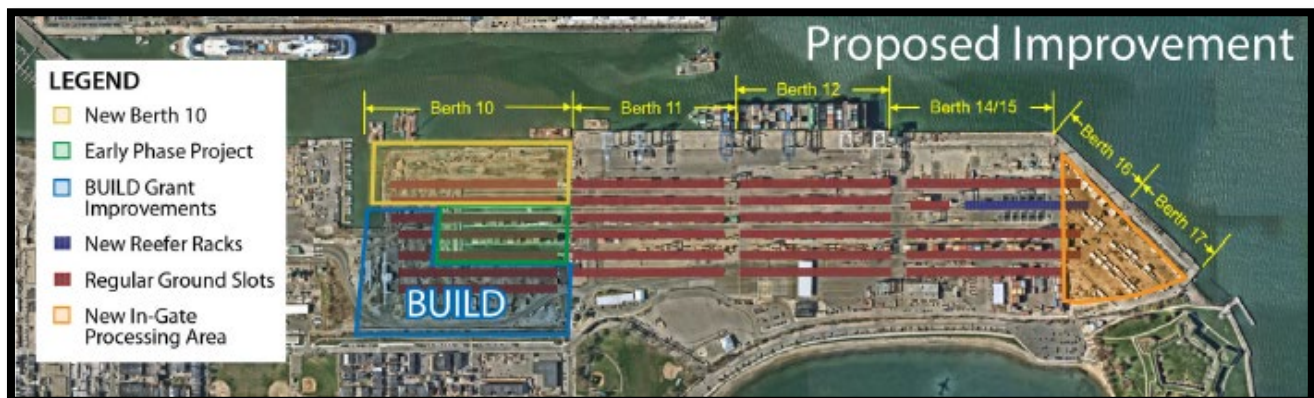 Proposed Improvement
LEGEND
New Berth 10
Early Phase Project
BUILD Grant
Improvements
New Reefer Racks
Regular Ground Slots
New In-Gate
Processing Area
Berth 10
Berth 11
Berth 12
Berth 14/15
Berth 16
Berth 17
BUILD